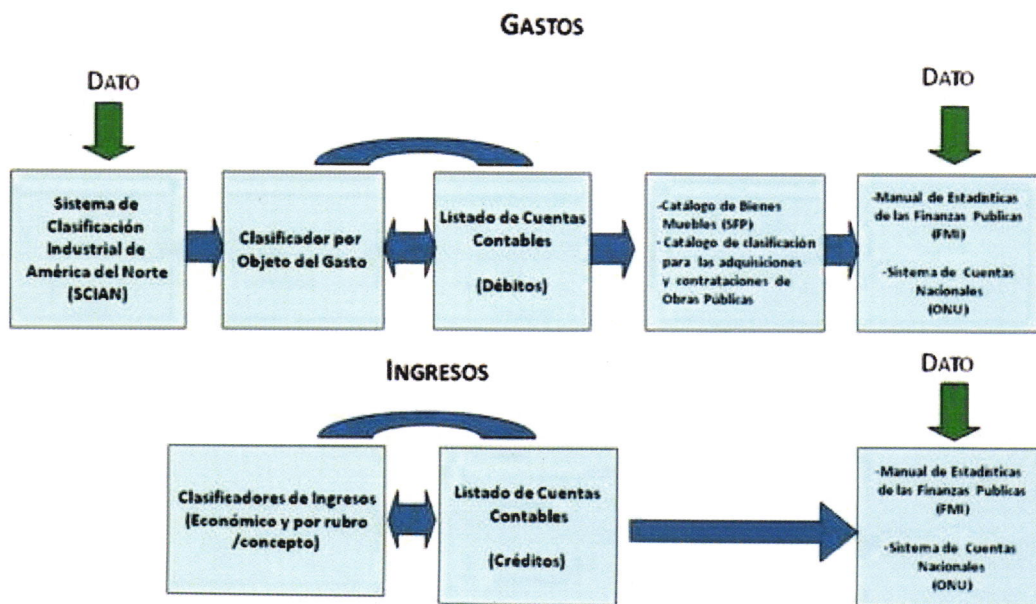 GASTOS
DATO
DATO
Sistema de
Clasificación
Industrial de
América del Norte
(SCIAN)
Clasificador por
Objeto del Gasto
Listado de Cuentas
Contables
(Débitos)
-Catálogo de Bienes
Muebles (SFP)
- Catálogo de clasificación
para las adquisiciones
y contrataciones de
Obras Públicas
-Manual de Estadísticas
de las Finanzas Publicas
(FMI)
-Sistema de Cuentas
Nacionales
(ONU)
INGRESOS
DATO
Clasificadores de Ingresos
(Económico y por rubro
/concepto)
Listado de Cuentas
Contables
(Créditos)
-Manual de Estadísticas
de las Finanzas Publicas
(FMI)
-Sistema de Cuentas
Nacionales
(ONU)